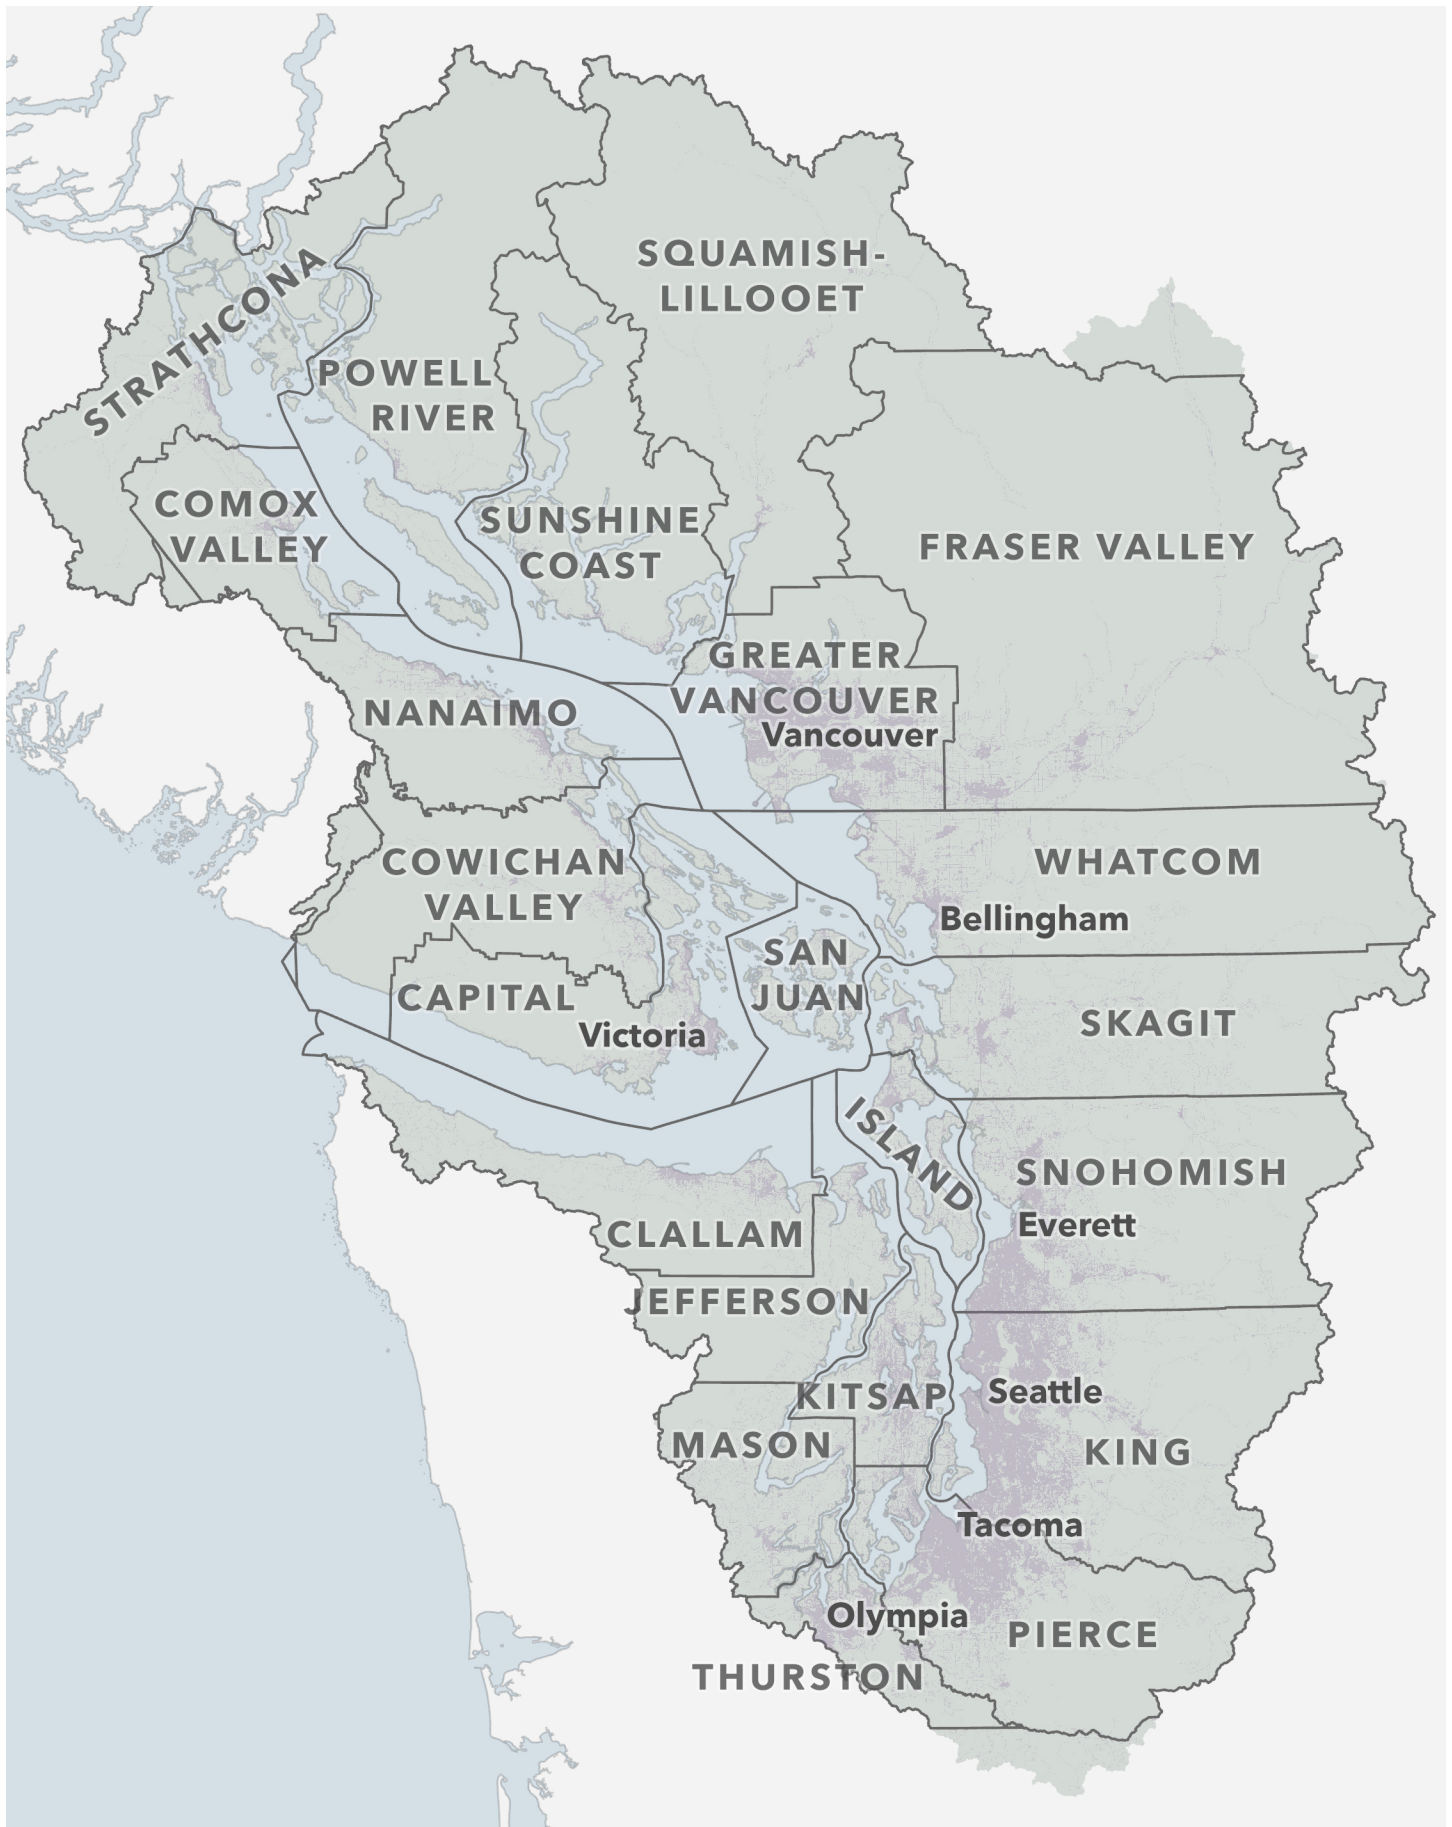 SQUAMISH-
LILLOOET
STRATHCONA
POWELL
RIVER
COMOX
VALLEY
SUNSHINE
COAST
FRASER VALLEY
GREATER
VANCOUVER
Vancouver
NANAIMO
COWICHAN
VALLEY
WHATCOM
Bellingham
SAN
JUAN
CAPITAL
Victoria
SKAGIT
ISLAND
SNOHOMISH
Everett
CLALLAM
JEFFERSON
KITSAP
Seattle
MASON
KING
Tacoma
Olympia
PIERCE
THURSTON